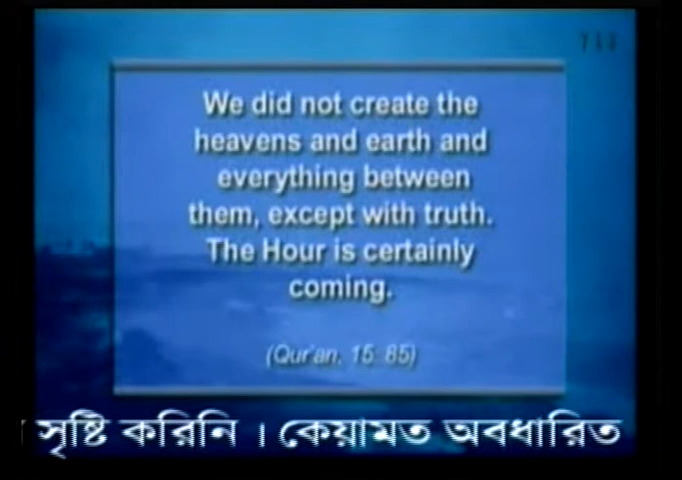 We did not create the
heavens and earth and
everything between
them, except with truth.
The Hour is certainly
coming.
(Qur'an, 15: 85)
সৃষ্টি করিনি । কেয়ামত অবধারিত